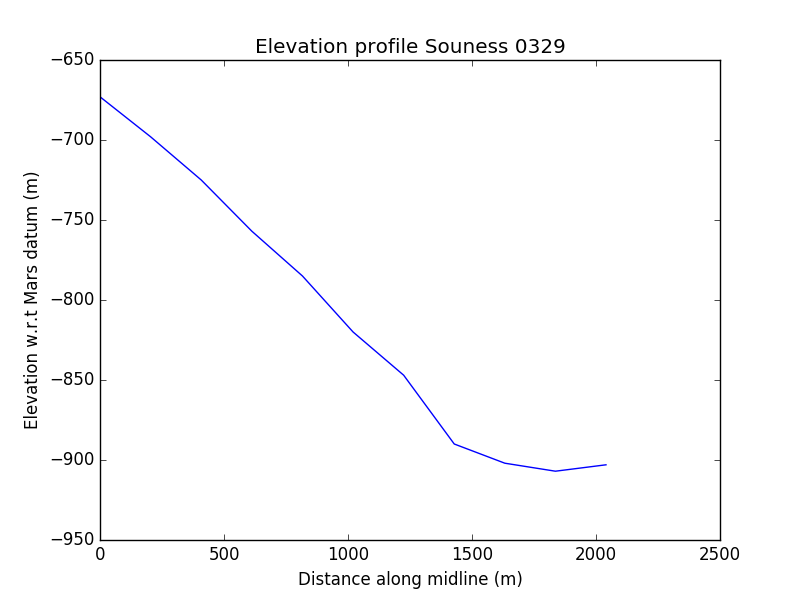 Elevation profile Souness 0329
Elevation w.r.t Mars datum (m)
−650
−700
−750
−800
−850
−900
−950
0 500 1000 1500 2000 2500
Distance along midline (m)